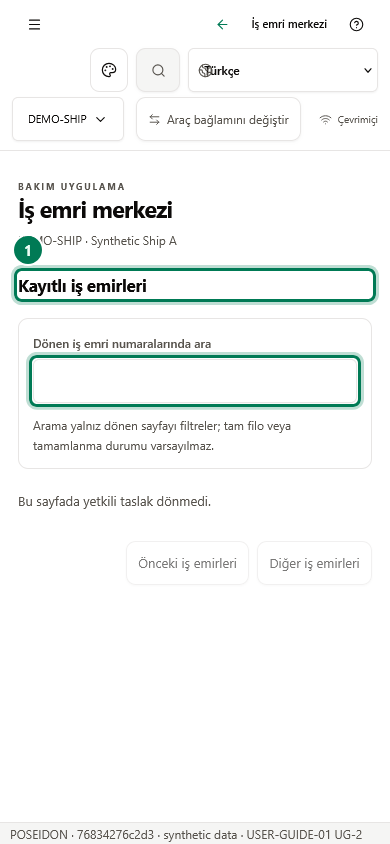 İş emri merkezi
Türkçe
DEMO-SHIP
Araç bağlamını değiştir
Çevrimiçi
BAKIM UYGULAMA
İş emri merkezi
MO-SHIP · Synthetic Ship A
1
Kayıtlı iş emirleri
Dönen iş emri numaralarında ara
Arama yalnız dönen sayfayı filtreler; tam filo veya
tamamlanma durumu varsayılmaz.
Bu sayfada yetkili taslak dönmedi.
Önceki iş emirleri
Diğer iş emirleri
POSEIDON · 76834276c2d3 · synthetic data · USER-GUIDE-01 UG-2